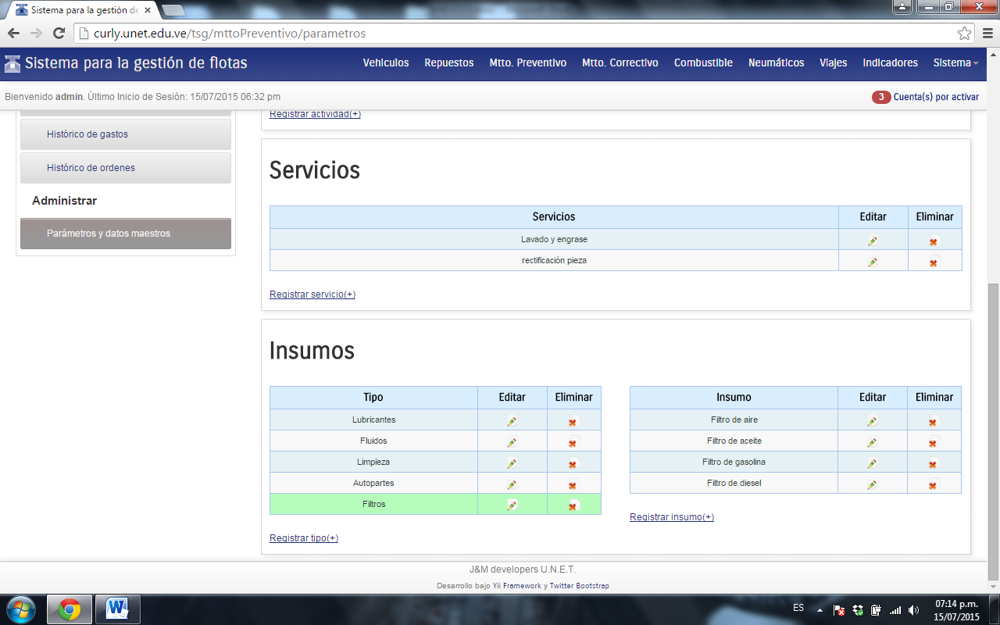 Sistema para la gestión de
curly.unet.edu.ve/tsg/mttoPreventivo/parametros
Sistema para la gestión de flotas
Vehiculos Repuestos Mtto. Preventivo Mtto. Correctivo Combustible Neumáticos Viajes Indicadores Sistema
Bienvenido admin. Último Inicio de Sesión: 15/07/2015 06:32 pm
3 Cuenta(s) por activar
Histórico de gastos
Histórico de ordenes
Administrar
Parámetros y datos maestros
Registrar actividad(+)
Servicios
Servicios Editar Eliminar
Lavado y engrase
rectificación pieza
Registrar servicio(+)
Insumos
Tipo Editar Eliminar
Lubricantes
Fluidos
Limpieza
Autopartes
Filtros
Registrar tipo(+)
Insumo Editar Eliminar
Filtro de aire
Filtro de aceite
Filtro de gasolina
Filtro de diesel
Registrar insumo(+)
J&M developers U.N.E.T.
Desarrollo bajo Yii Framework y Twitter Bootstrap
ES
07:14 p.m.
15/07/2015